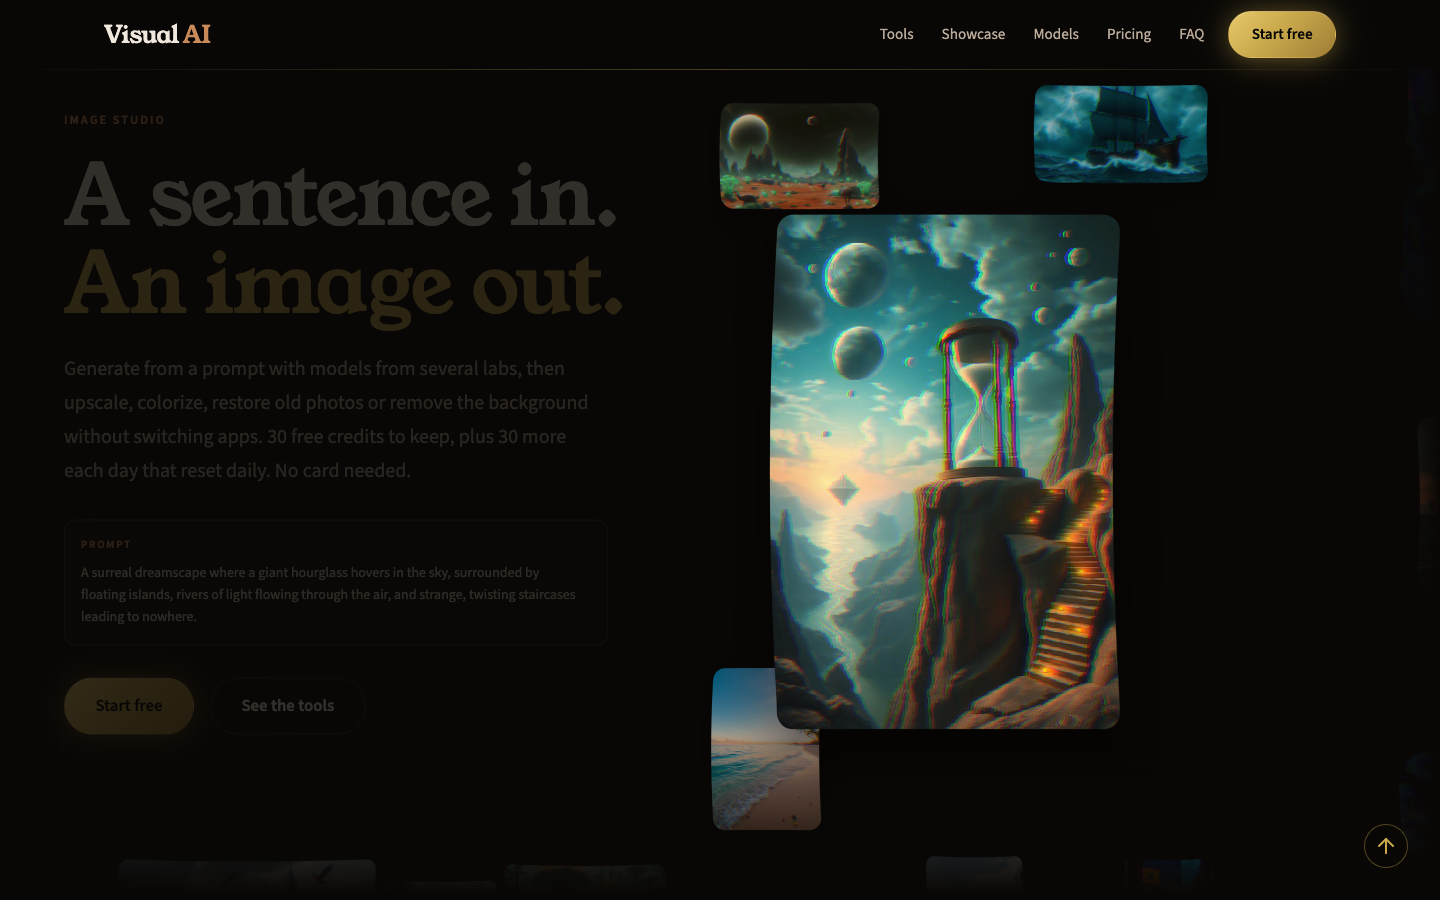 Visual AI
Tools Showcase Models Pricing FAQ Start free
IMAGE STUDIO
A sentence in.
An image out.
Generate from a prompt with models from several labs, then
upscale, colorize, restore old photos or remove the background
without switching apps. 30 free credits to keep, plus 30 more
each day that reset daily. No card needed.
PROMPT
A surreal dreamscape where a giant hourglass hovers in the sky, surrounded by
floating islands, rivers of light flowing through the air, and strange, twisting staircases
leading to nowhere.
Start free See the tools